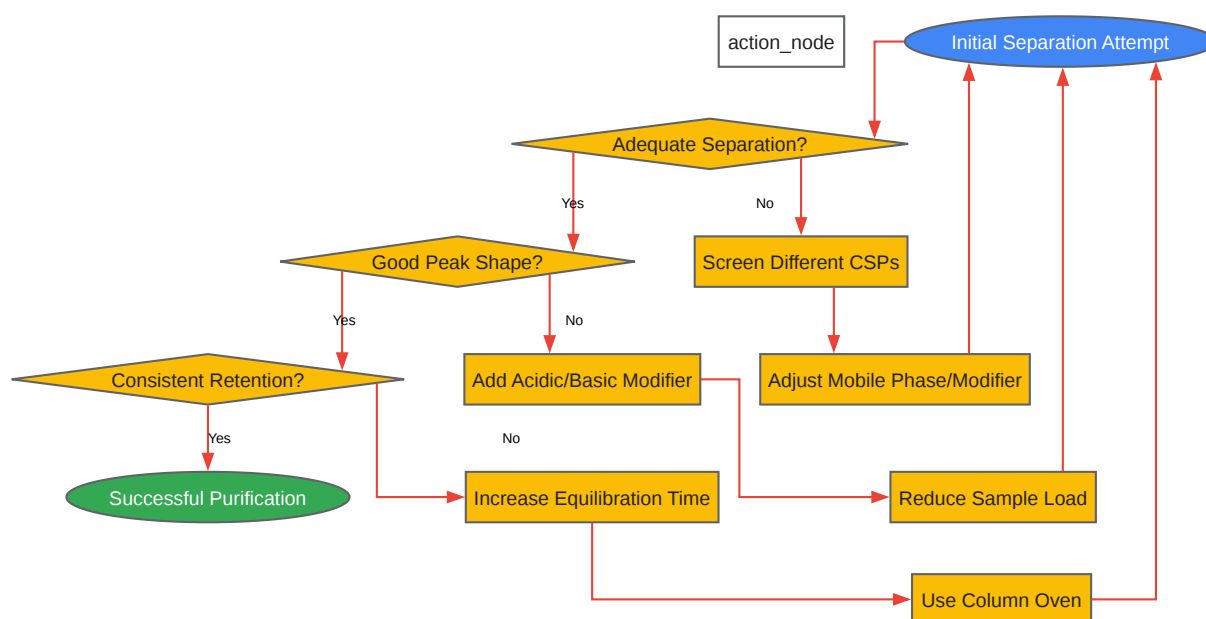 action_node
Initial Separation Attempt
Adequate Separation?
Yes
No
Good Peak Shape?
Screen Different CSPs
Yes
No
Consistent Retention?
Add Acidic/Basic Modifier
Adjust Mobile Phase/Modifier
Yes
No
Successful Purification
Increase Equilibration Time
Reduce Sample Load
Use Column Oven